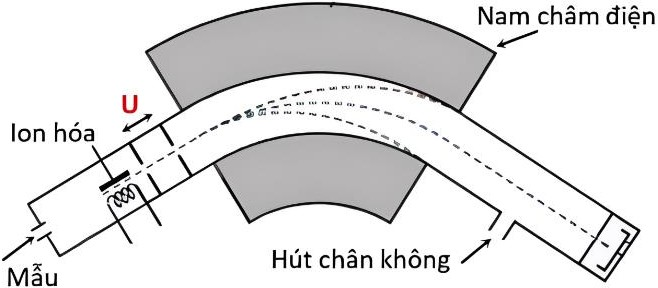 Nam châm điện
U
Ion hóa
Hút chân không
Mẫu